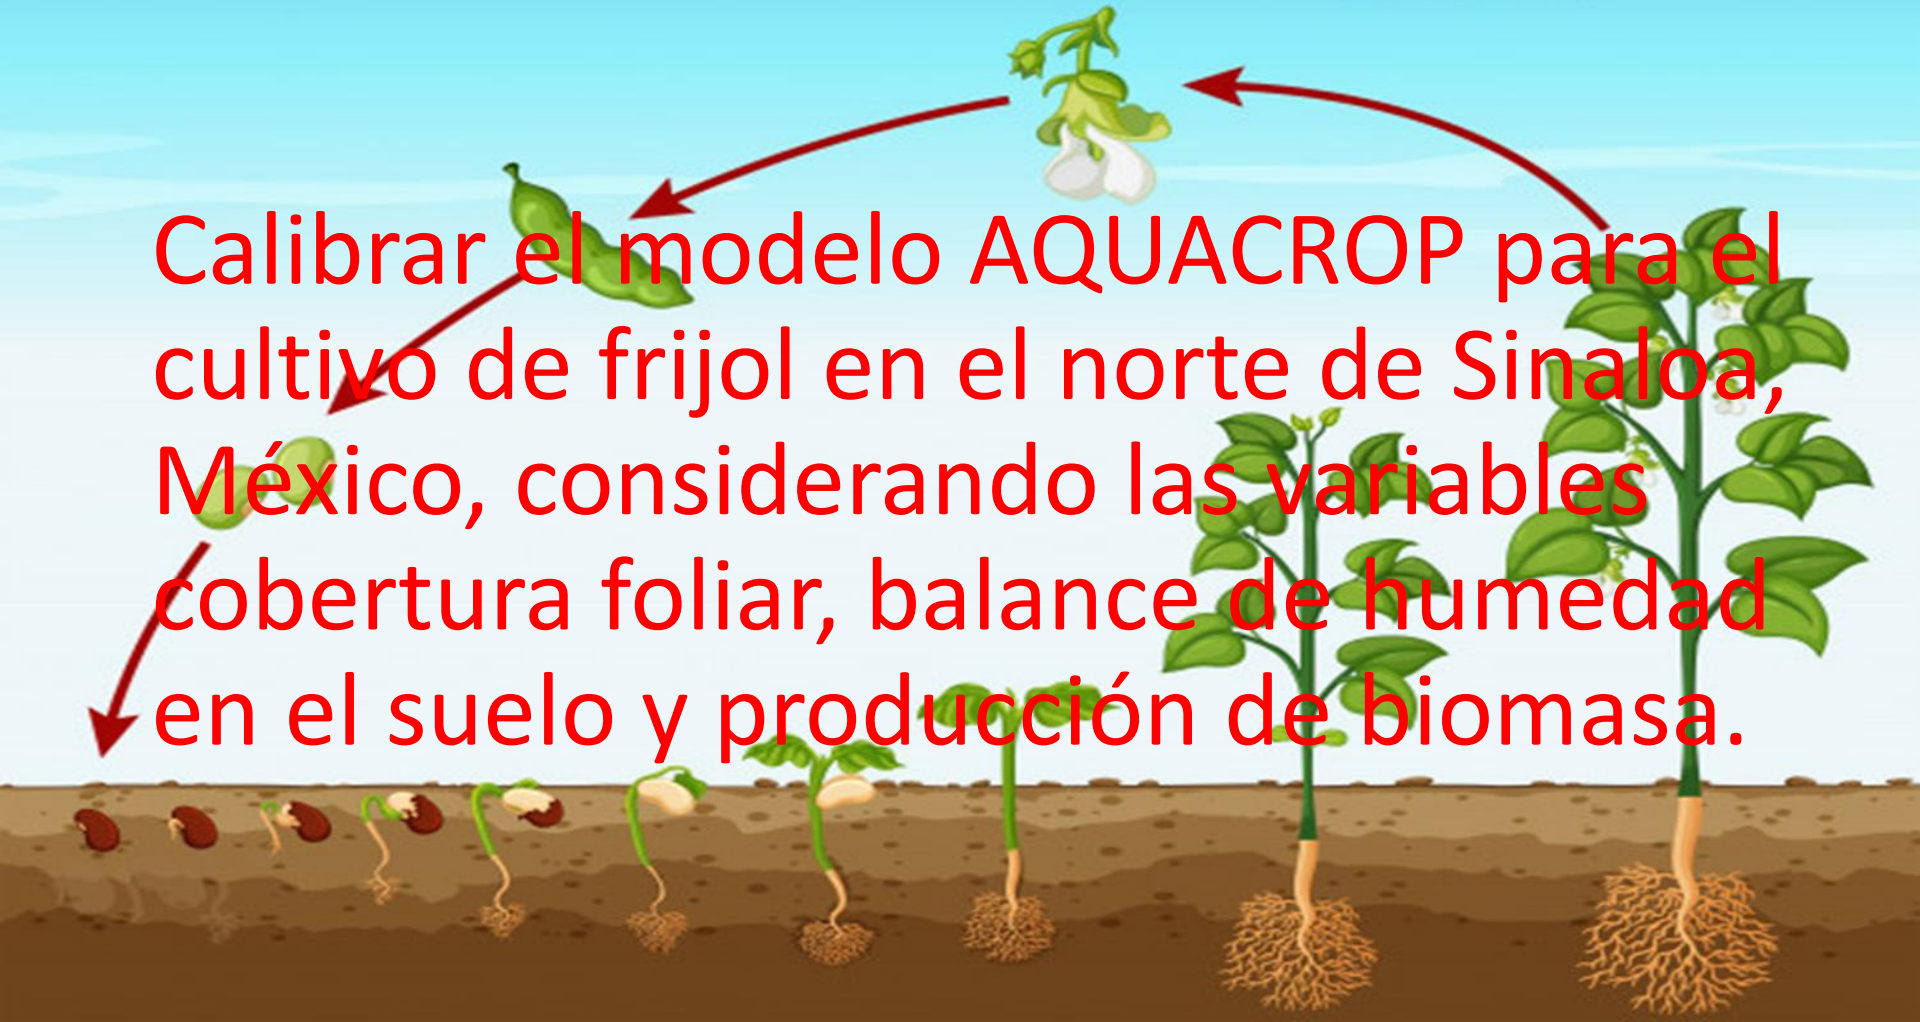 Calibrar el modelo AQUACROP para el
cultivo de frijol en el norte de Sinaloa,
México, considerando las variables
cobertura foliar, balance de humedad
en el suelo y producción de biomasa.